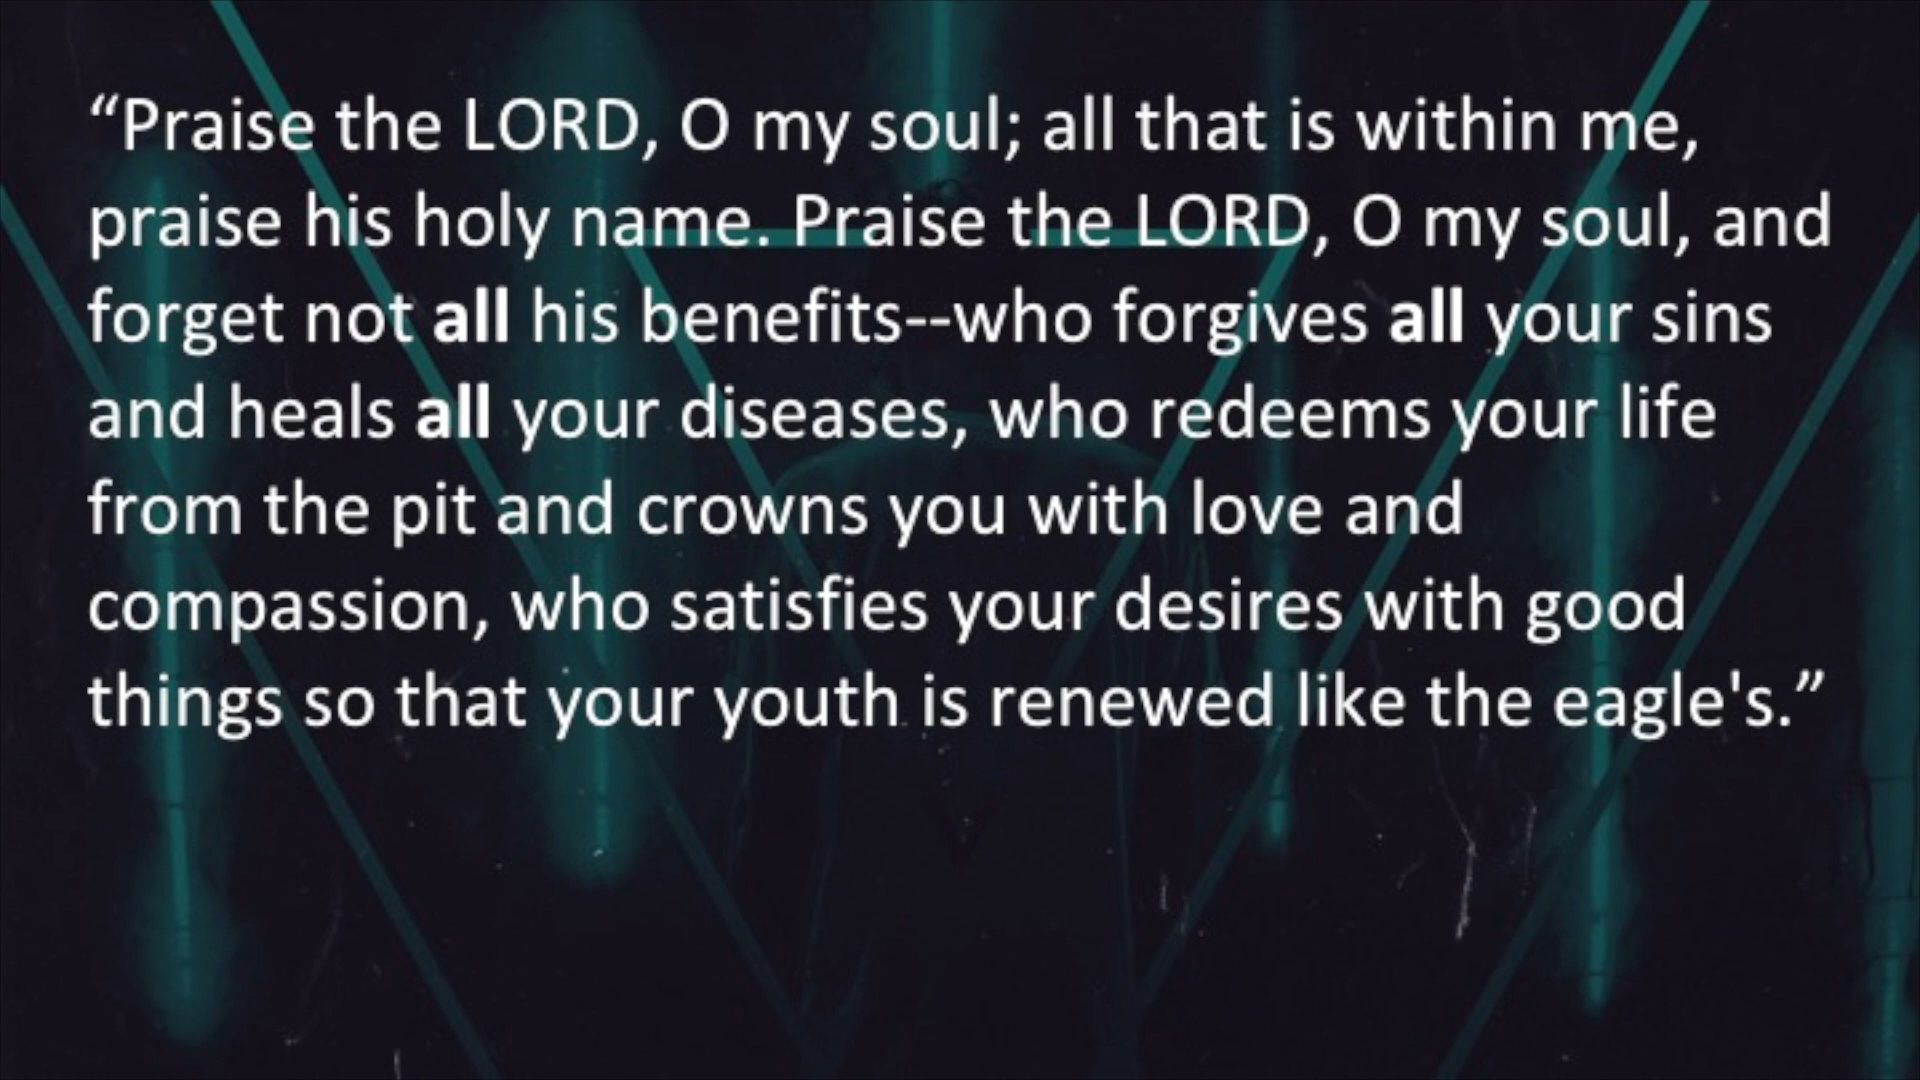 “Praise the LORD, O my soul; all that is within me,
praise his holy name. Praise the LORD, O my soul, and
forget not all his benefits--who forgives all your sins
and heals all your diseases, who redeems your life
from the pit and crowns you with love and
compassion, who satisfies your desires with good
things so that your youth is renewed like the eagle's.”